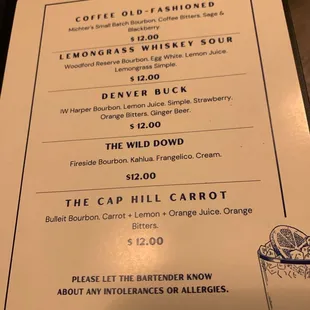 COFFEE OLD-FASHIONED
Michter's Small Batch Bourbon, Coffee Bitters, Sage &
Blackberry
$ 12.00
LEMONGRASS WHISKEY SOUR
Woodford Reserve Bourbon, Egg White. Lemon Juice.
Lemongrass Simple.
$ 12.00
DENVER BUCK
IW Harper Bourbon. Lemon Juice. Simple. Strawberry.
Orange Bitters. Ginger Beer.
$ 12.00
THE WILD DOWD
Fireside Bourbon. Kahlua. Frangelico. Cream.
$12.00
THE CAP HILL CARROT
Bulleit Bourbon. Carrot + Lemon + Orange Juice. Orange
Bitters.
$ 12.00
PLEASE LET THE BARTENDER KNOW
ABOUT ANY INTOLERANCES OR ALLERGIES.